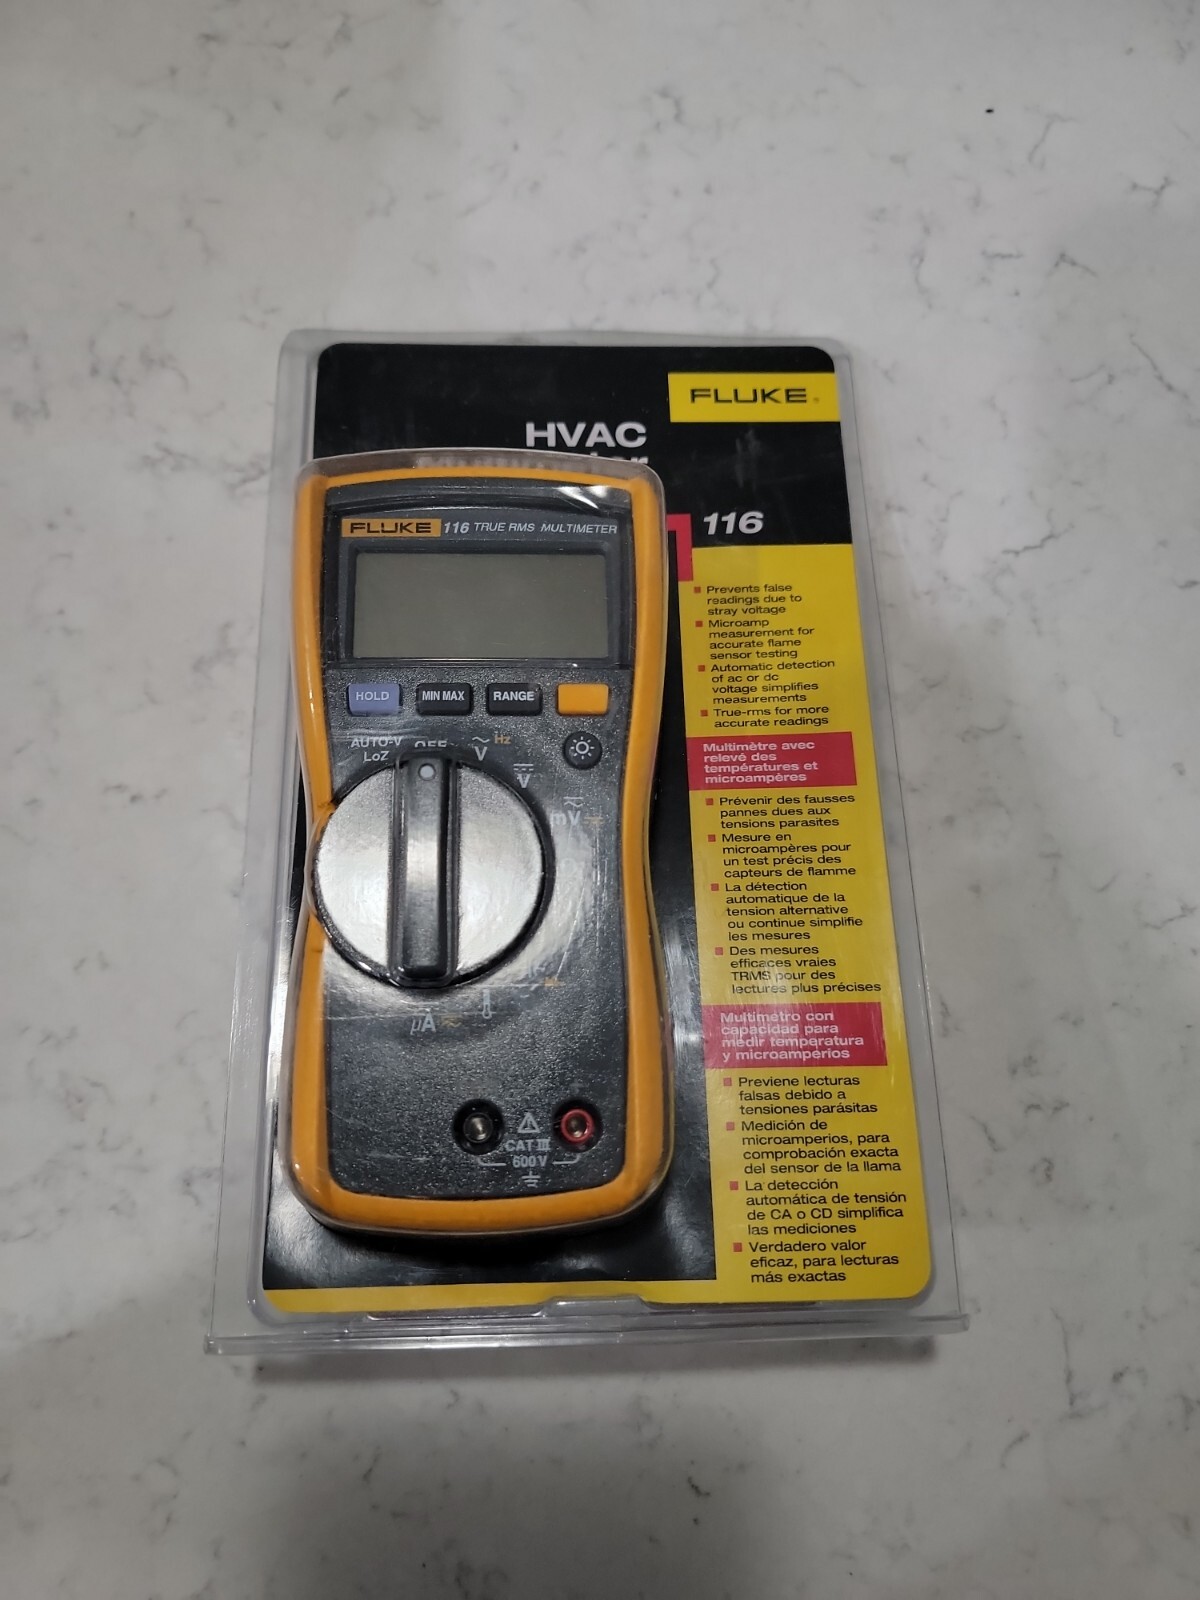 FLUKE®
HVAC
116
FLUKE 116 TRUE RMS MULTIMETER
HOLD
MIN MAX
RANGE
AUTO-V
LoZ
OFF
V
Hz
V
mV
µA
CAT III
600 V
Prevents false
readings due to
stray voltage
Microamp
measurement for
accurate flame
sensor testing
Automatic detection
of ac or dc
voltage simplifies
measurements
True-rms for more
accurate readings
Multimètre avec
relevé des
températures et
microampères
Prévenir des fausses
pannes dues aux
tensions parasites
Mesure en
microampères pour
un test précis des
capteurs de flamme
La détection
automatique de la
tension alternative
ou continue simplifie
les mesures
Des mesures
efficaces vraies
TRMS pour des
lectures plus précises
Multímetro con
capacidad para
medir temperatura
y microamperios
Previene lecturas
falsas debido a
tensiones parásitas
Medición de
microamperios, para
comprobación exacta
del sensor de la llama
La detección
automática de tensión
de CA o CD simplifica
las mediciones
Verdadero valor
eficaz, para lecturas
más exactas